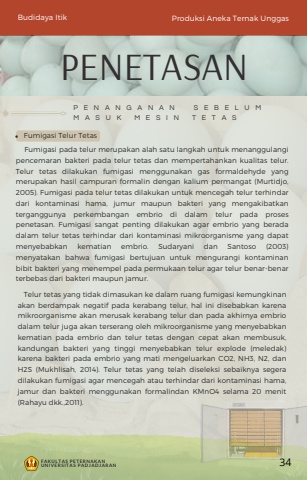 Budidaya Itik
Produksi Aneka Ternak Unggas
PENETASAN
PENANGANAN SEBELUM
MASUK MESIN TETAS
• Fumigasi Telur Tetas
Fumigasi pada telur merupakan alah satu langkah untuk menanggulangi
pencemaran bakteri pada telur tetas dan mempertahankan kualitas telur.
Telur tetas dilakukan fumigasi menggunakan gas formaldehyde yang
merupakan hasil campuran formalin dengan kalium permangat (Murtidjo,
2005). Fumigasi pada telur tetas dilakukan untuk mencegah telur terhindar
dari kontaminasi hama, jumur maupun bakteri yang mengakibatkan
terganggunya perkembangan embrio di dalam telur pada proses
penetasan. Fumigasi sangat penting dilakukan agar embrio yang berada
dalam telur tetas terhindar dari kontaminasi mikroorganisme yang dapat
menyebabkan kematian embrio. Sudaryani dan Santoso (2003)
menyatakan bahwa fumigasi bertujuan untuk mengurangi kontaminan
bibit bakteri yang menempel pada permukaan telur agar telur benar-benar
terbebas dari bakteri maupun jamur.
Telur tetas yang tidak dimasukan ke dalam ruang fumigasi kemungkinan
akan berdampak negatif pada kerabang telur, hal ini disebabkan karena
mikroorganisme akan merusak kerabang telur dan pada akhirnya embrio
dalam telur juga akan terserang oleh mikroorganisme yang menyebabkan
kematian pada embrio dan telur tetas dengan cepat akan membusuk,
kandungan bakteri yang tinggi menyebabkan telur explode (meledak)
karena bakteri pada embrio yang mati mengeluarkan CO2, NH3, N2, dan
H2S (Mukhlisah, 2014). Telur tetas yang telah diseleksi sebaiknya segera
dilakukan fumigasi agar mencegah atau terhindar dari kontaminasi hama,
jamur dan bakteri menggunakan formalindan KMnO4 selama 20 menit
(Rahayu dkk.,2011).
FAKULTAS PETERNAKAN
UNIVERSITAS PADJADJARAN
34